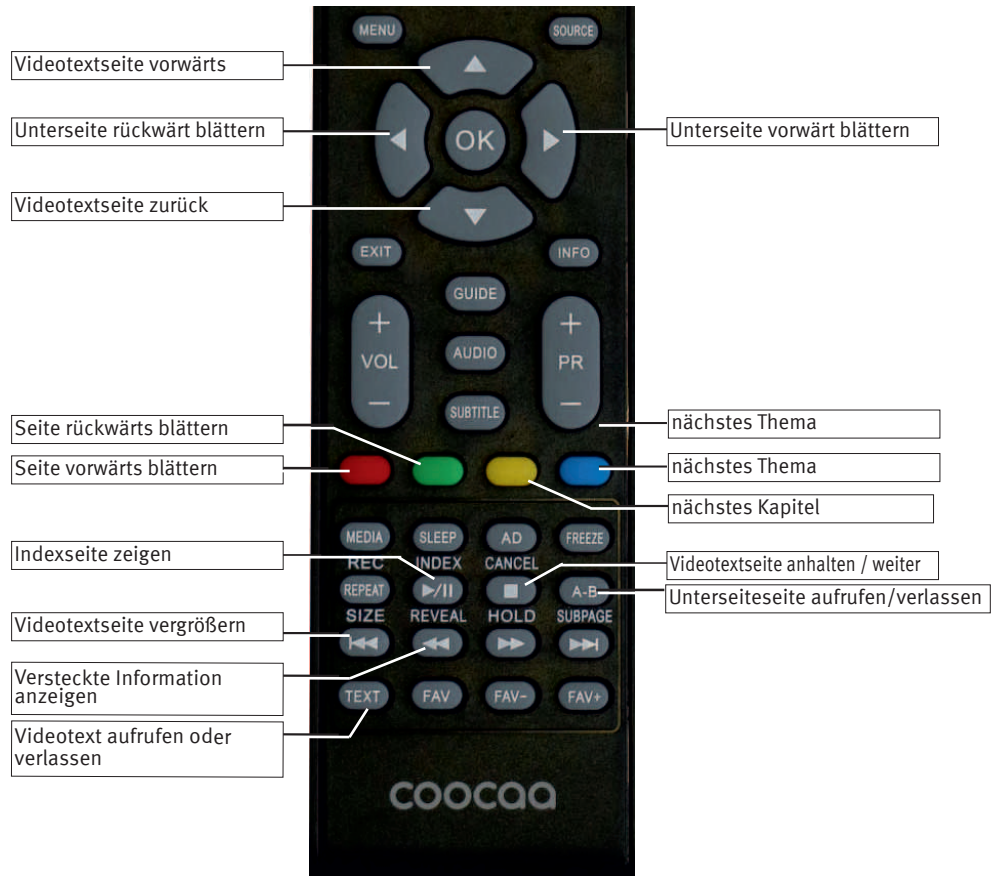 MENU
SOURCE
Videotextseite vorwärts
Unterseite rückwärt blättern
OK
Unterseite vorwärt blättern
Videotextseite zurück
EXIT
INFO
GUIDE
+
VOL
−
AUDIO
+
PR
−
SUBTITLE
Seite rückwärts blättern
nächstes Thema
Seite vorwärts blättern
nächstes Thema
nächstes Kapitel
MEDIA SLEEP AD FREEZE
REC INDEX CANCEL
Indexseite zeigen
Videotextseite anhalten / weiter
REPEAT A-B
Unterseiteseite aufrufen/verlassen
SIZE REVEAL HOLD SUBPAGE
Videotextseite vergrößern
Versteckte Information
anzeigen
TEXT FAV FAV− FAV+
Videotext aufrufen oder
verlassen
coocaa